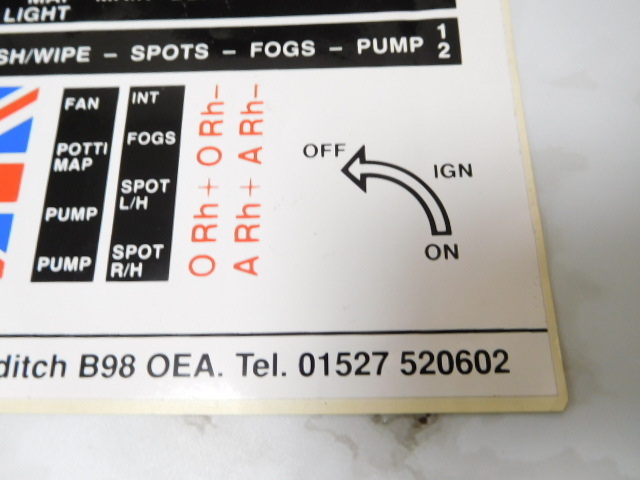 LIGHT
SH/WIPE – SPOTS – FOGS – PUMP 1 2
FAN
POTTI MAP
PUMP
PUMP
INT
FOGS
SPOT L/H
SPOT R/H
O Rh+ O Rh–
A Rh+ A Rh–
OFF
IGN
ON
ditch B98 OEA. Tel. 01527 520602